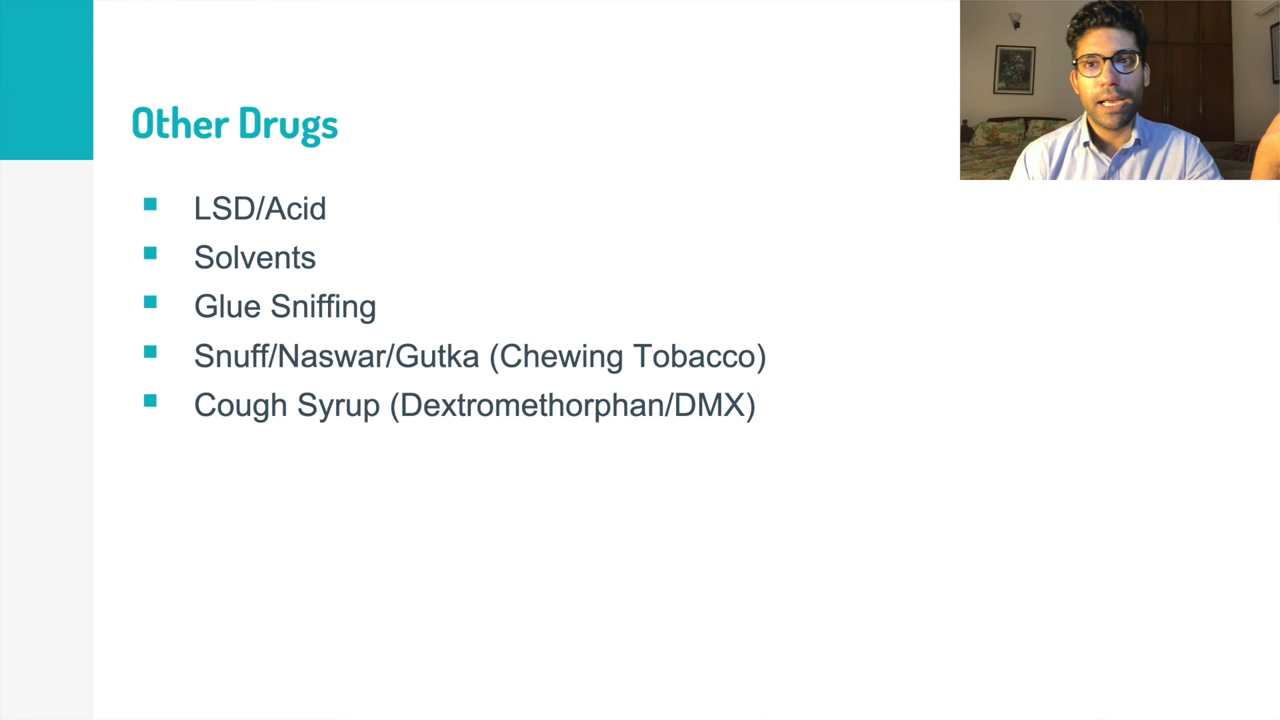 Other Drugs
LSD/Acid
Solvents
Glue Sniffing
Snuff/Naswar/Gutka (Chewing Tobacco)
Cough Syrup (Dextromethorphan/DMX)